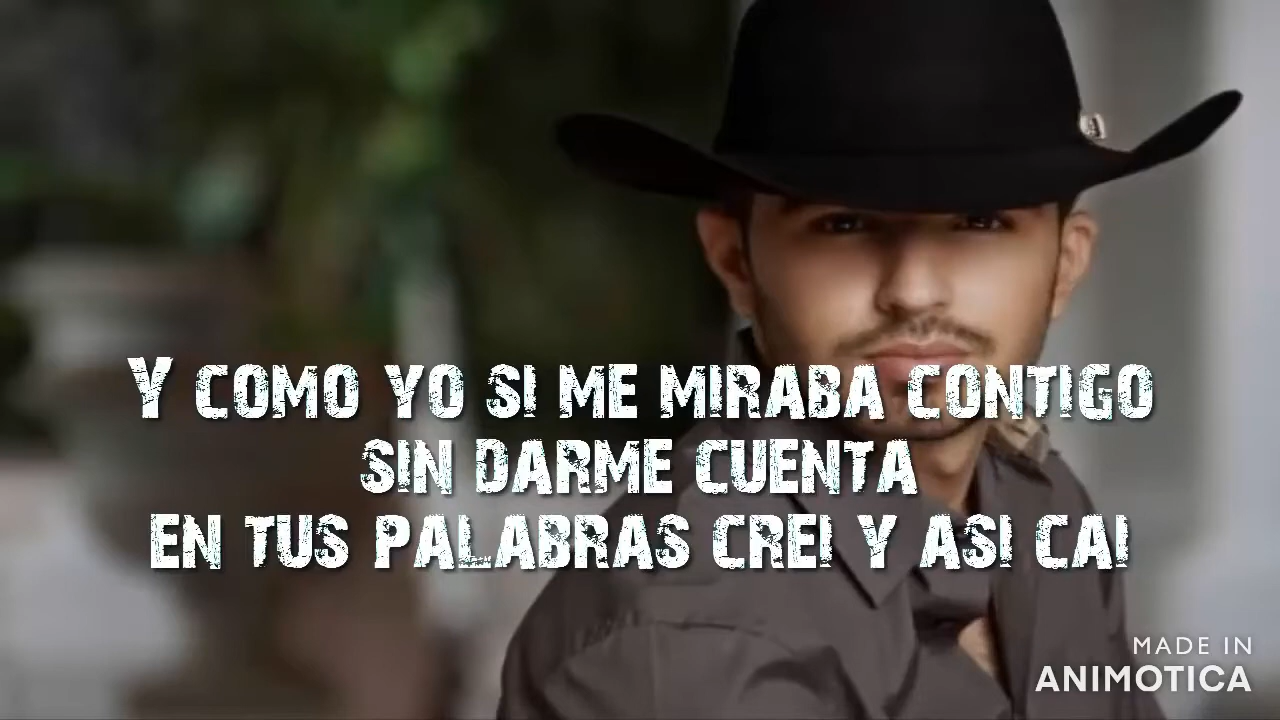 Y COMO YO SI ME MIRABA CONTIGO
SIN DARME CUENTA
EN TUS PALABRAS CREI Y ASI CAI
MADE IN
ANIMOTICA